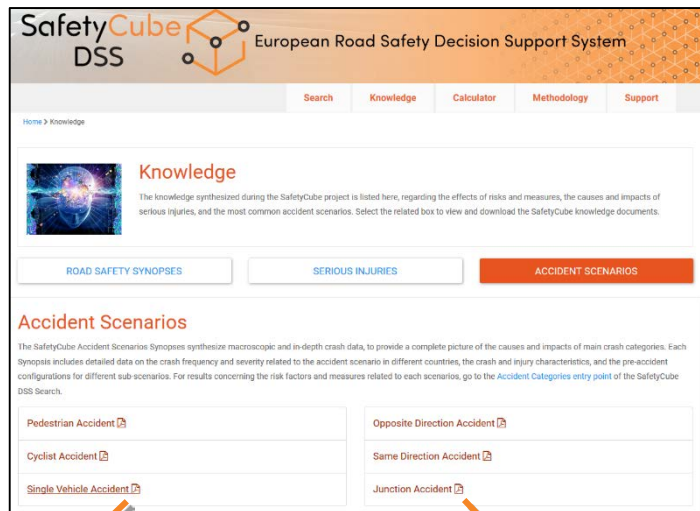 SafetyCube
DSS
European Road Safety Decision Support System
Search Knowledge Calculator Methodology Support
Home > Knowledge
Knowledge
The knowledge synthesized during the SafetyCube project is listed here, regarding the effects of risks and measures, the causes and impacts of
serious injuries, and the most common accident scenarios. Select the related box to view and download the SafetyCube knowledge documents.
ROAD SAFETY SYNOPSES SERIOUS INJURIES ACCIDENT SCENARIOS
Accident Scenarios
The SafetyCube Accident Scenarios Synopses synthesize macroscopic and in-depth crash data, to provide a complete picture of the causes and impacts of main crash categories. Each
Synopsis includes detailed data on the crash frequency and severity related to the accident scenario in different countries, the crash and injury characteristics, and the pre-accident
configurations for different sub-scenarios. For results concerning the risk factors and measures related to each scenarios, go to the Accident Categories entry point of the SafetyCube
DSS Search.
Pedestrian Accident Opposite Direction Accident
Cyclist Accident Same Direction Accident
Single Vehicle Accident Junction Accident